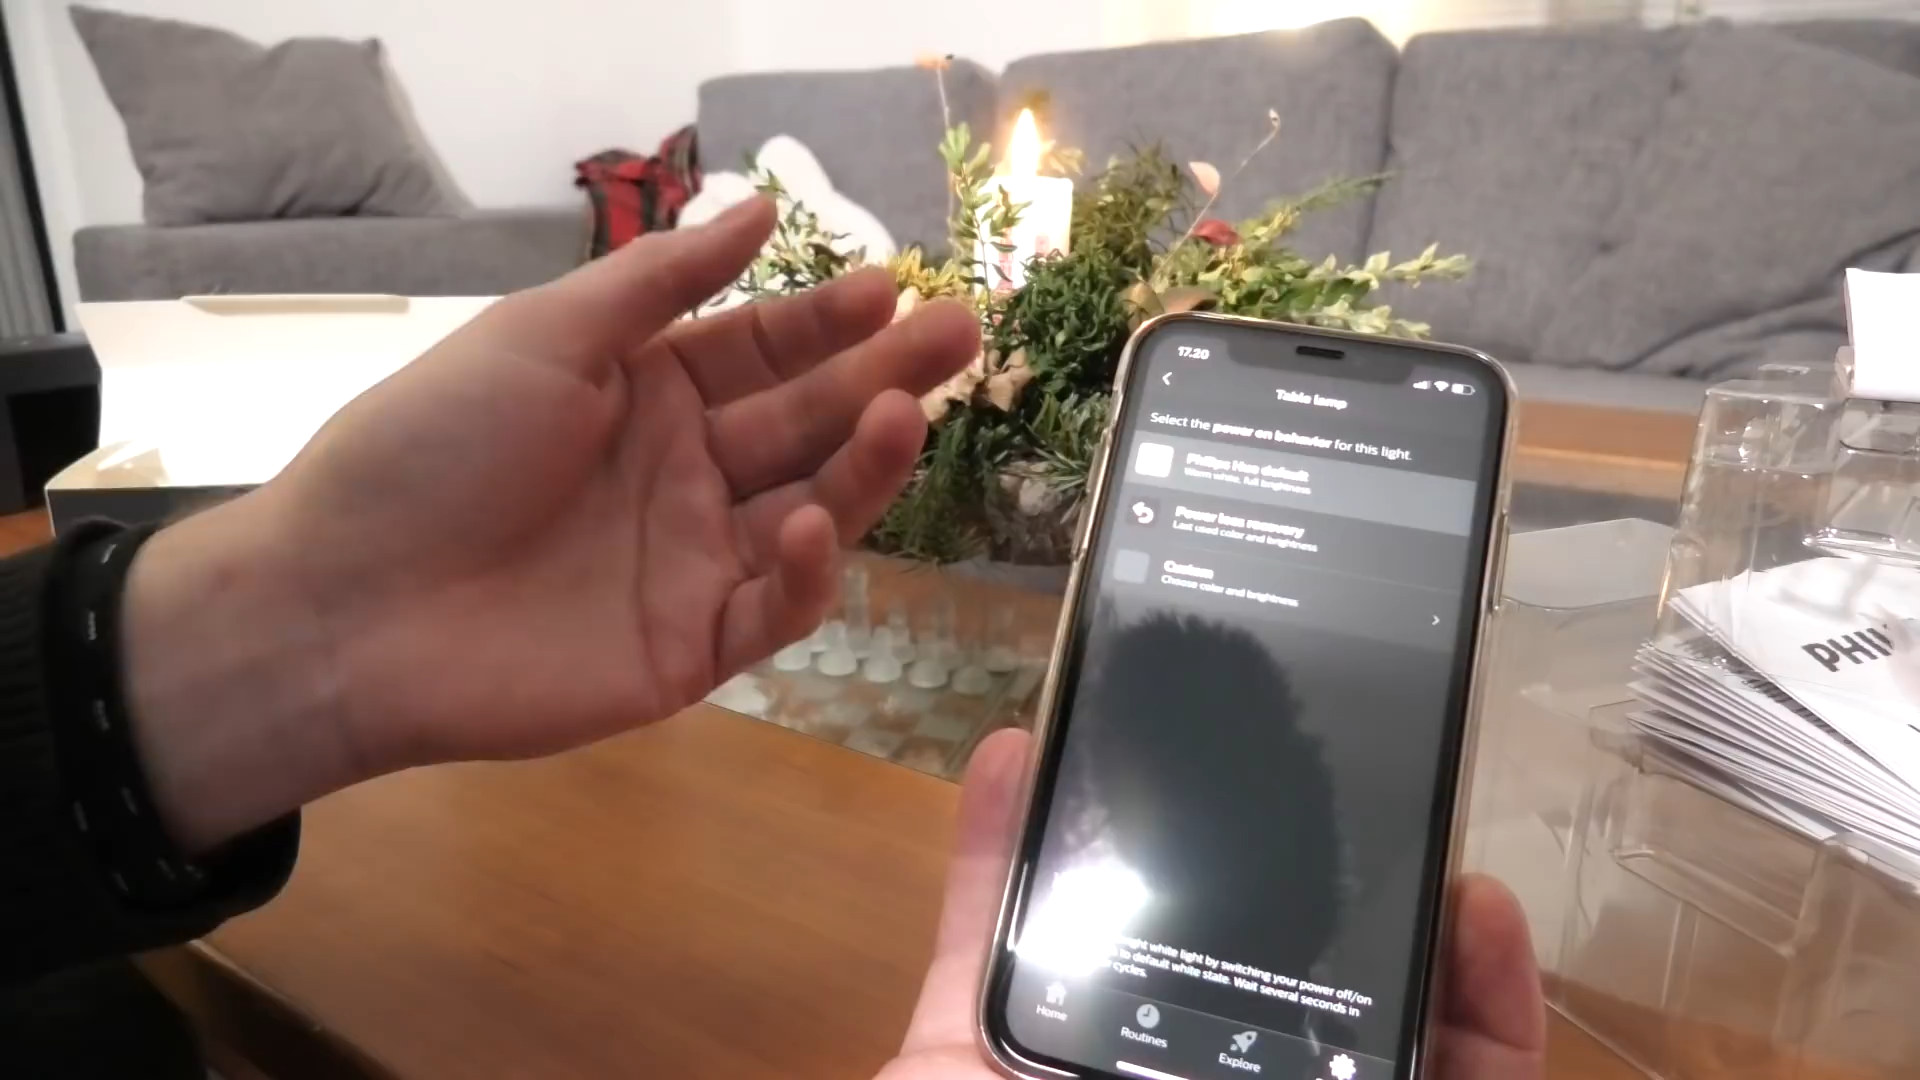 17.20
Table lamp
Select the power on behavior for this light.
Philips Hue default
Warm white, full brightness
Power loss recovery
Last used color and brightness
Custom
Choose color and brightness
white light by switching your power off/on
to default white state. Wait several seconds in
cycles.
Home
Routines
Explore